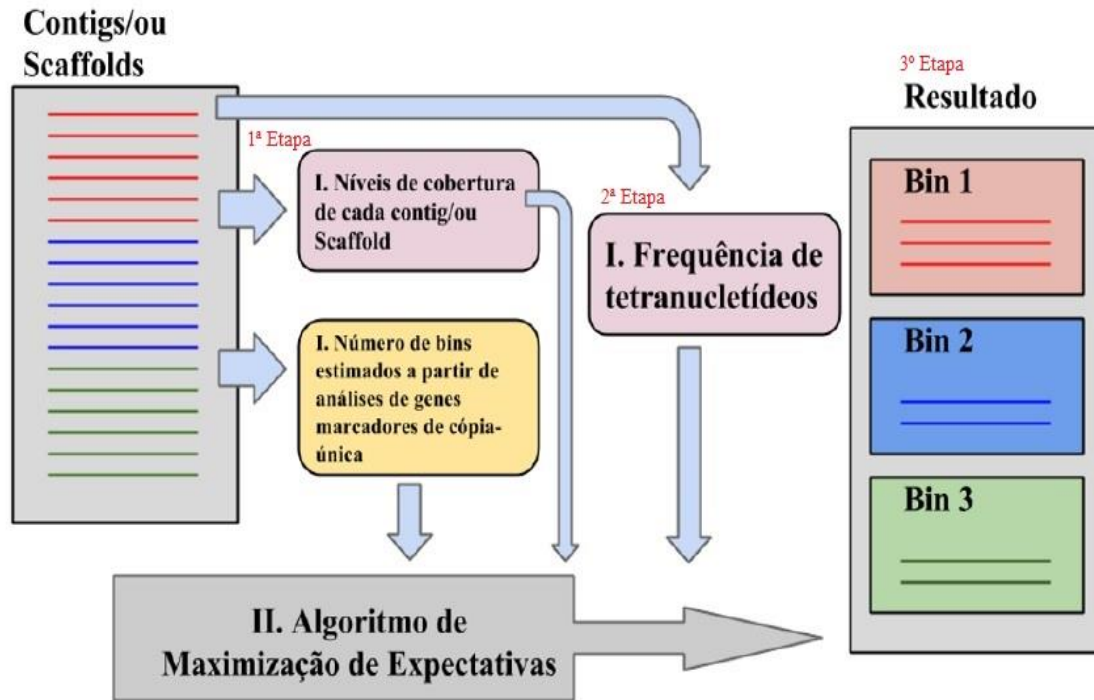 Contigs/ou
Scaffolds
1ª Etapa
I. Níveis de cobertura
de cada contig/ou
Scaffold
I. Número de bins
estimados a partir de
análises de genes
marcadores de cópia-
única
2ª Etapa
I. Frequência de
tetranucletídeos
II. Algoritmo de
Maximização de Expectativas
3º Etapa
Resultado
Bin 1
Bin 2
Bin 3